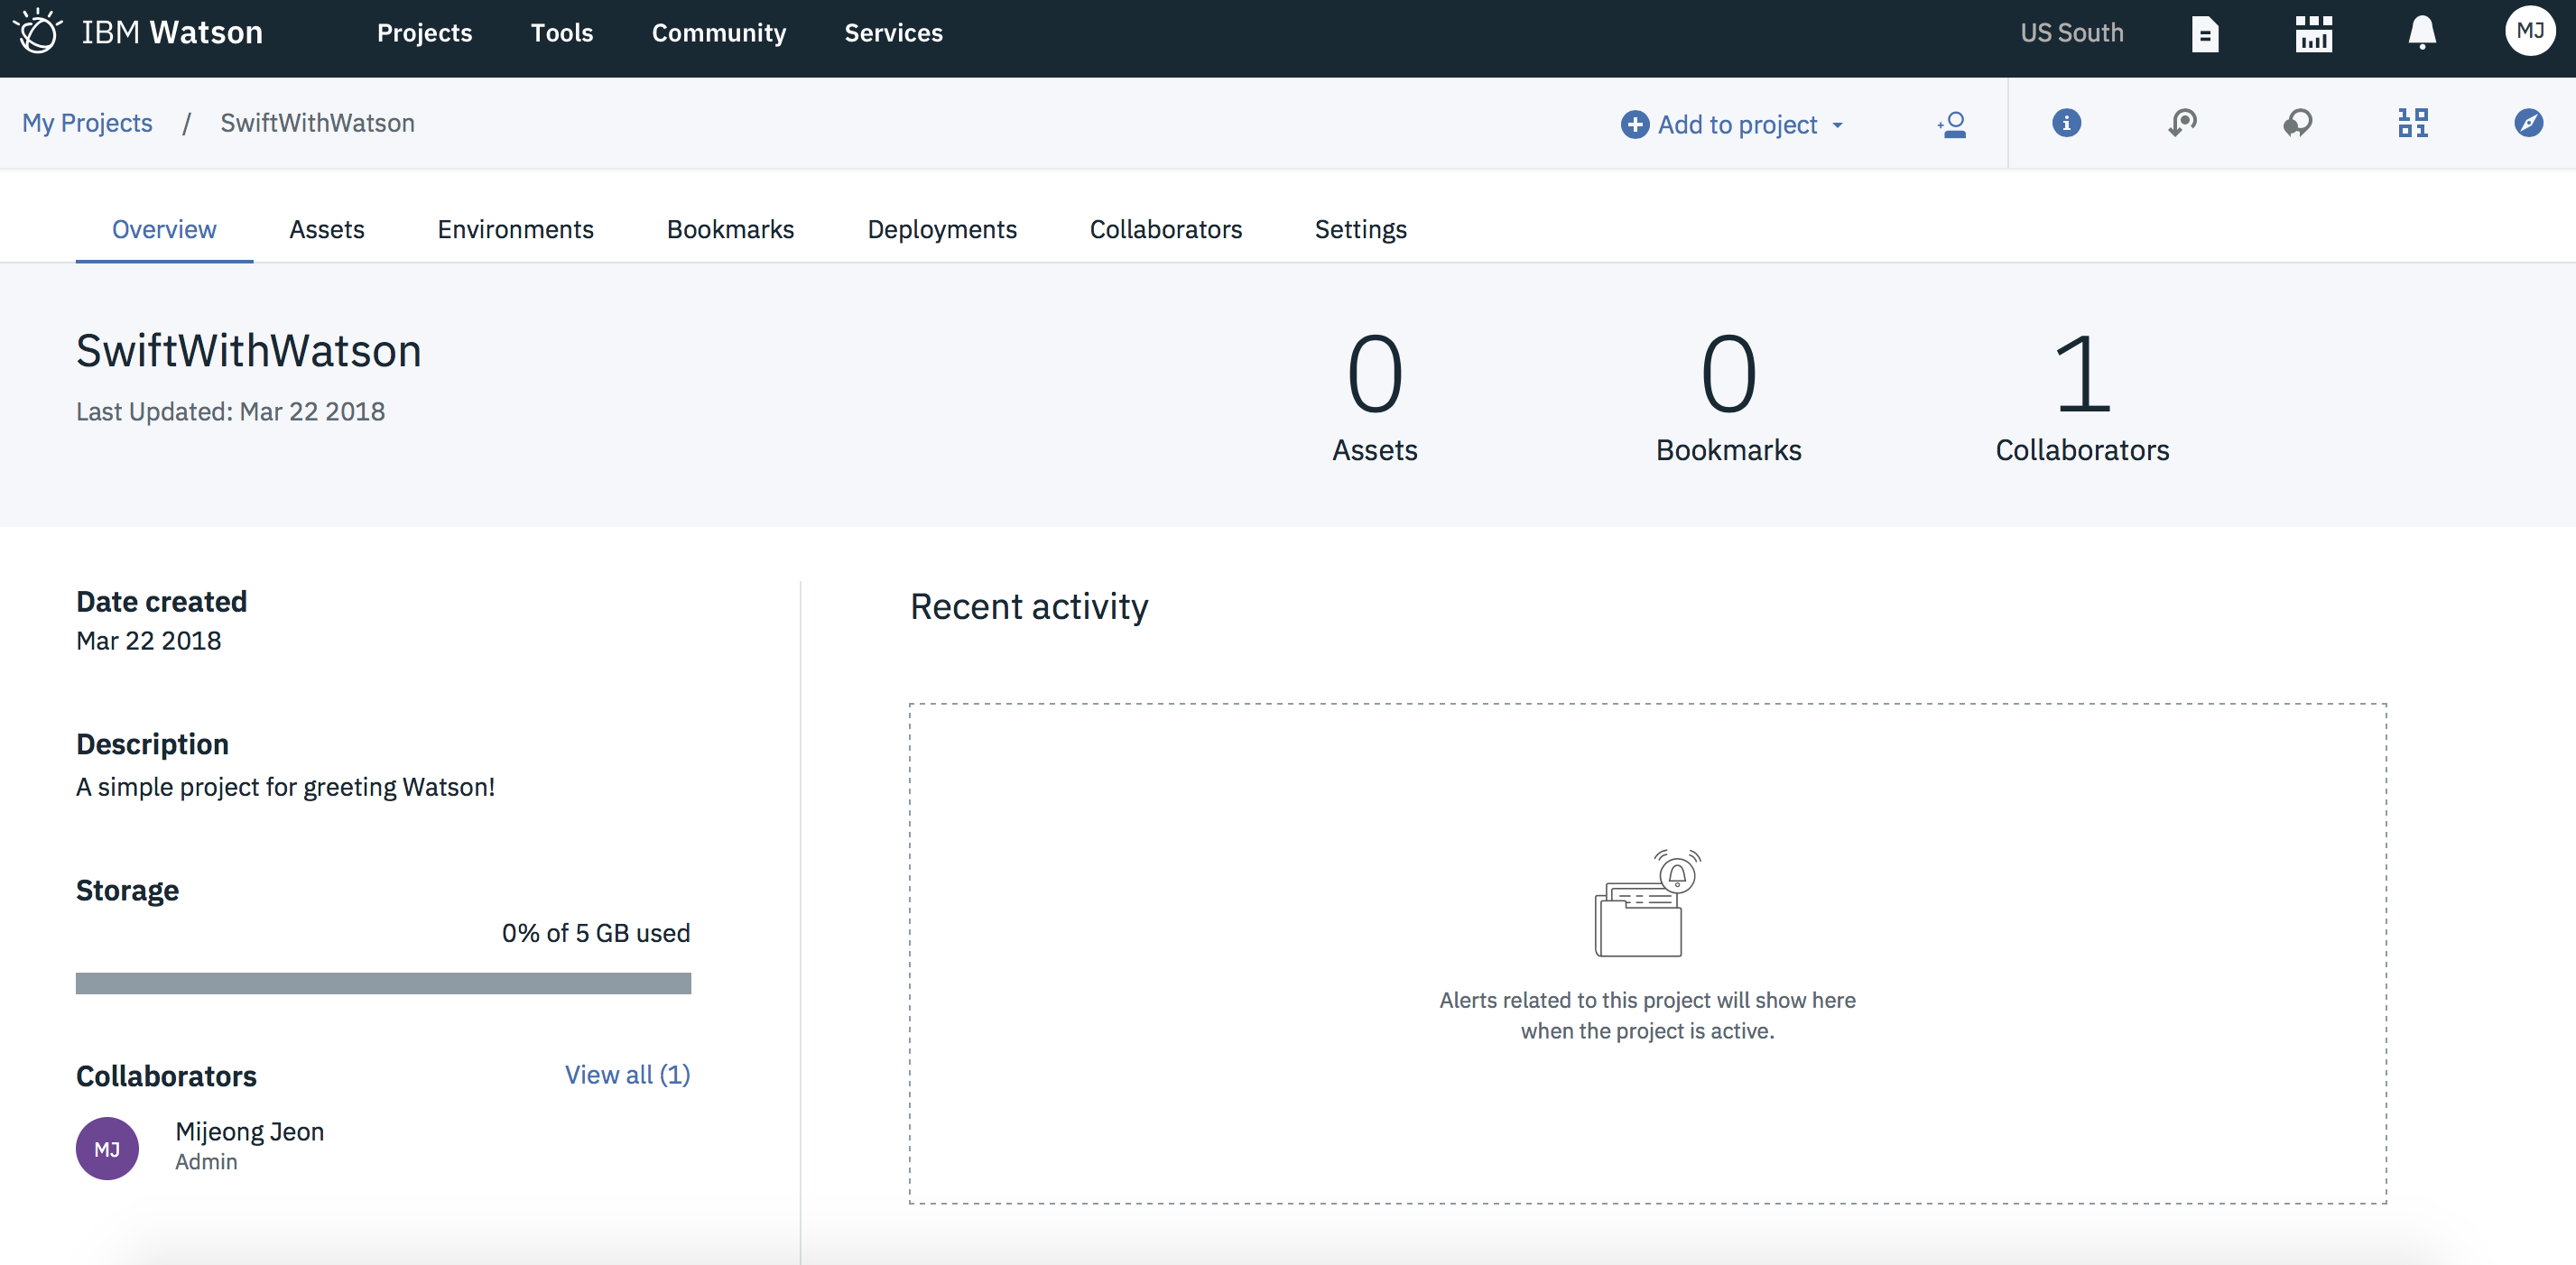 IBM Watson Projects Tools Community Services US South MJ
My Projects / SwiftWithWatson Add to project
Overview Assets Environments Bookmarks Deployments Collaborators Settings
SwiftWithWatson
Last Updated: Mar 22 2018
0 0 1
Assets Bookmarks Collaborators
Date created
Mar 22 2018
Description
A simple project for greeting Watson!
Storage
0% of 5 GB used
Collaborators View all (1)
MJ
Mijeong Jeon
Admin
Recent activity
Alerts related to this project will show here
when the project is active.